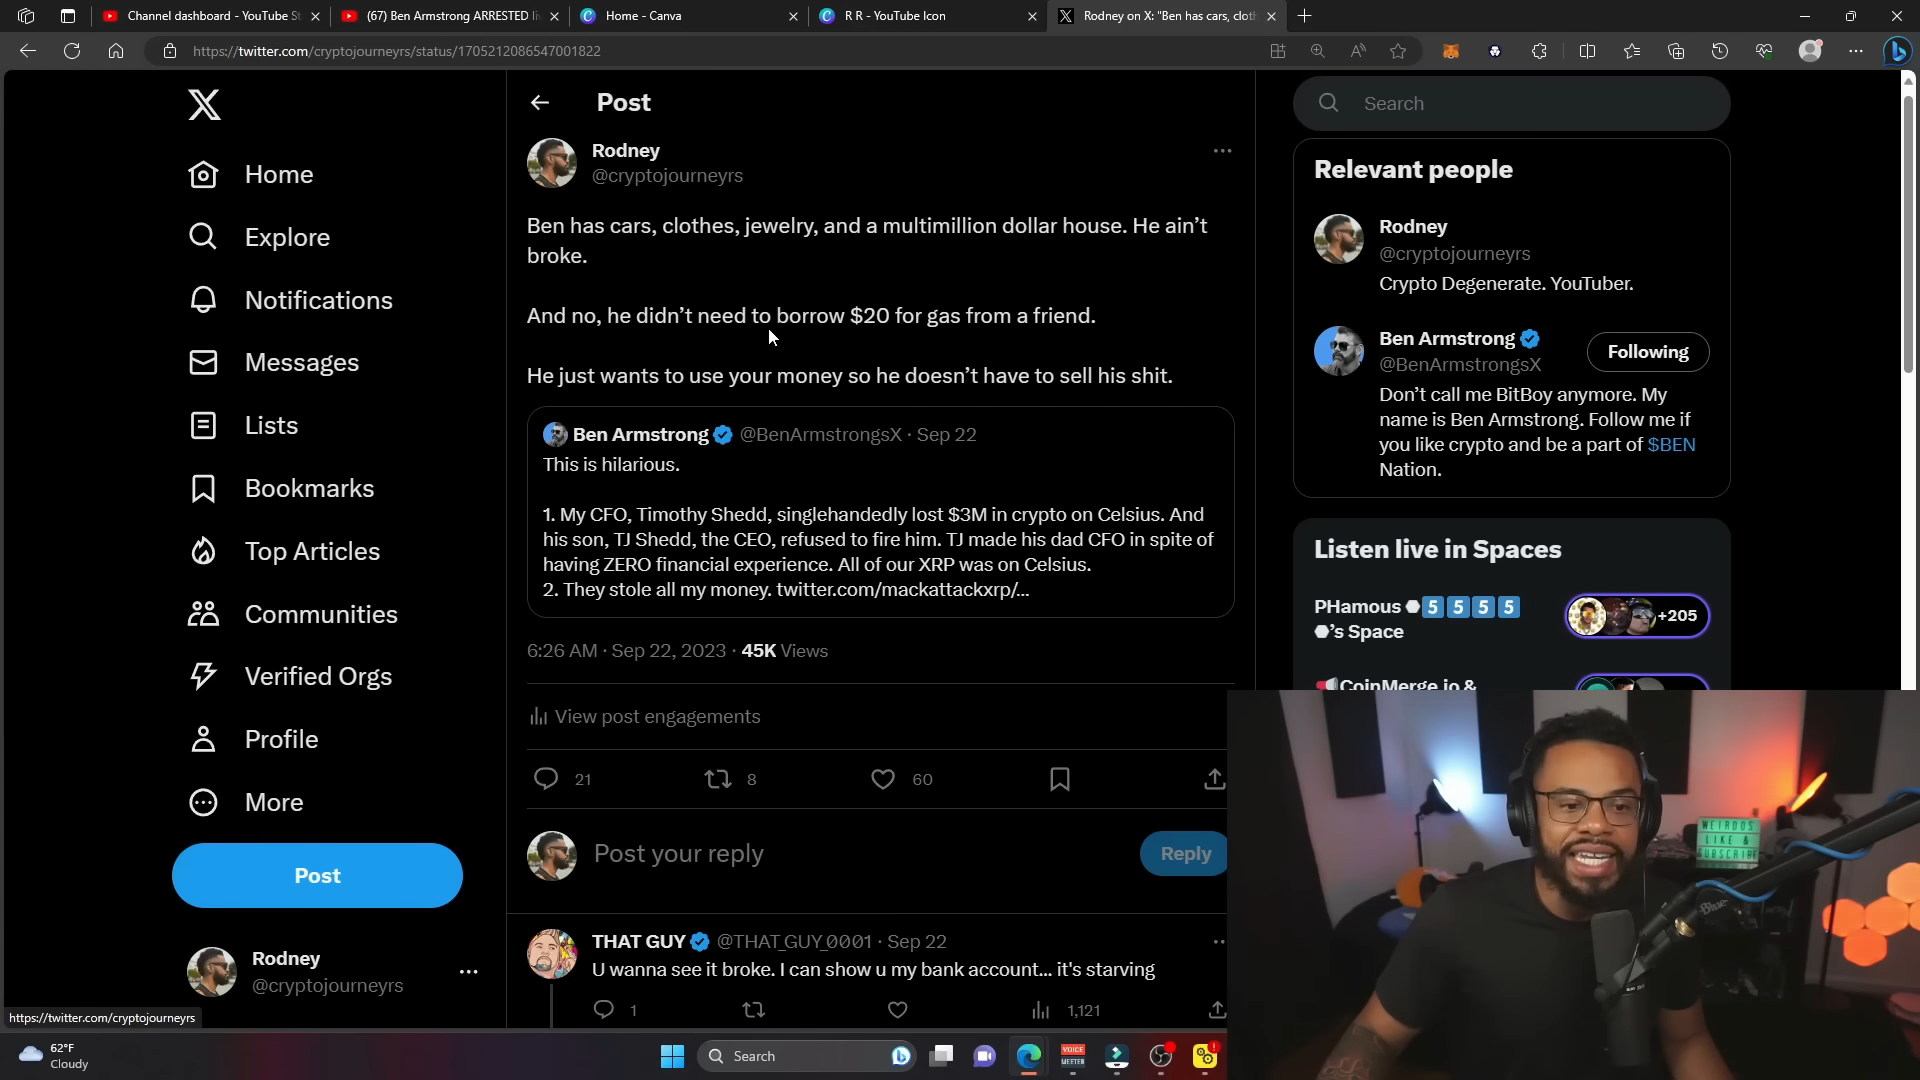 Channel dashboard - YouTube S
(67) Ben Armstrong ARRESTED li
Home - Canva
R R - YouTube Icon
Rodney on X: "Ben has cars, clot
https://twitter.com/cryptojourneyrs/status/1705212086547001822
Home
Explore
Notifications
Messages
Lists
Bookmarks
Top Articles
Communities
Verified Orgs
Profile
More
Post
Rodney
@cryptojourneyrs
https://twitter.com/cryptojourneyrs
Post
Rodney
@cryptojourneyrs
Ben has cars, clothes, jewelry, and a multimillion dollar house. He ain’t
broke.
And no, he didn’t need to borrow $20 for gas from a friend.
He just wants to use your money so he doesn’t have to sell his shit.
Ben Armstrong @BenArmstrongsX · Sep 22
This is hilarious.
1. My CFO, Timothy Shedd, singlehandedly lost $3M in crypto on Celsius. And
his son, TJ Shedd, the CEO, refused to fire him. TJ made his dad CFO in spite of
having ZERO financial experience. All of our XRP was on Celsius.
2. They stole all my money. twitter.com/mackattackxrp/...
6:26 AM · Sep 22, 2023 · 45K Views
View post engagements
21 8 60
Post your reply
Reply
THAT GUY @THAT_GUY_0001 · Sep 22
U wanna see it broke. I can show u my bank account... it's starving
1 1,121
Search
Relevant people
Rodney
@cryptojourneyrs
Crypto Degenerate. YouTuber.
Ben Armstrong
@BenArmstrongsX
Following
Don’t call me BitBoy anymore. My
name is Ben Armstrong. Follow me if
you like crypto and be a part of $BEN
Nation.
Listen live in Spaces
PHamous 5 5 5 5
’s Space
+205
CoinMerge.io &
WEIRDOS
LIKE &
SUBSCRIBE
Blue
62°F
Cloudy
Search
VOICE
MEETER